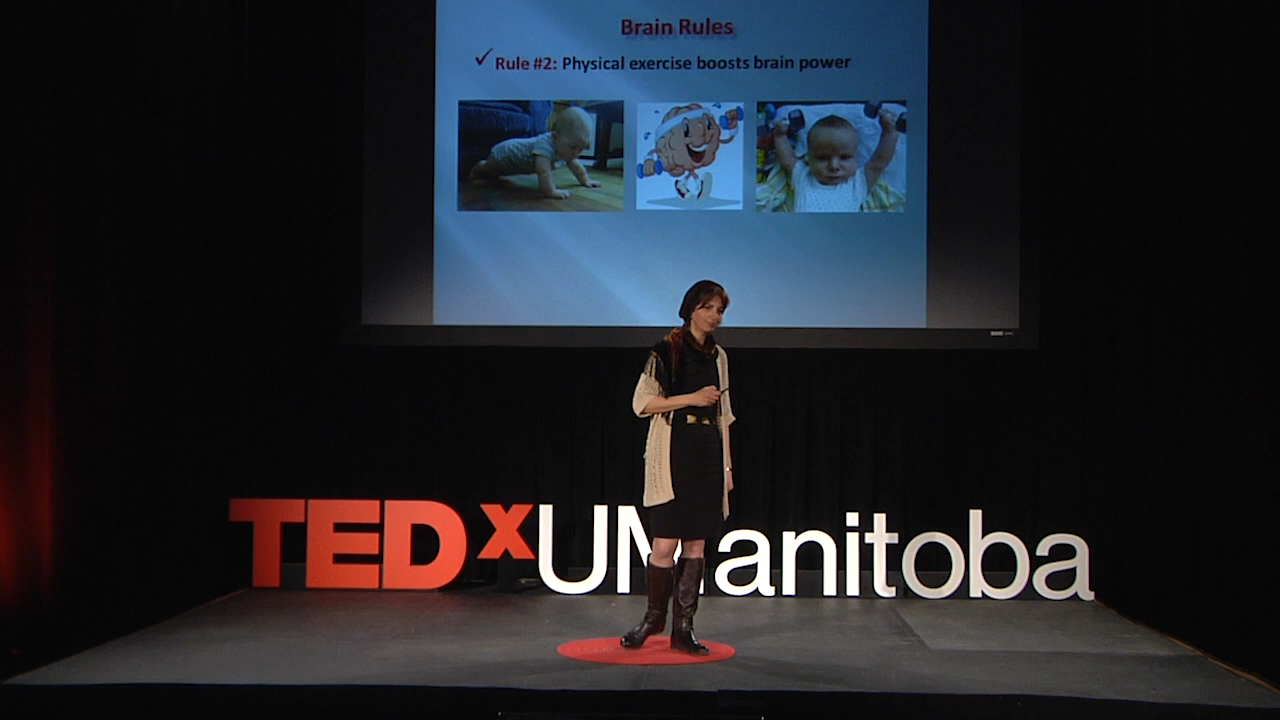 Brain Rules
✓ Rule #2: Physical exercise boosts brain power
TEDxUManitoba